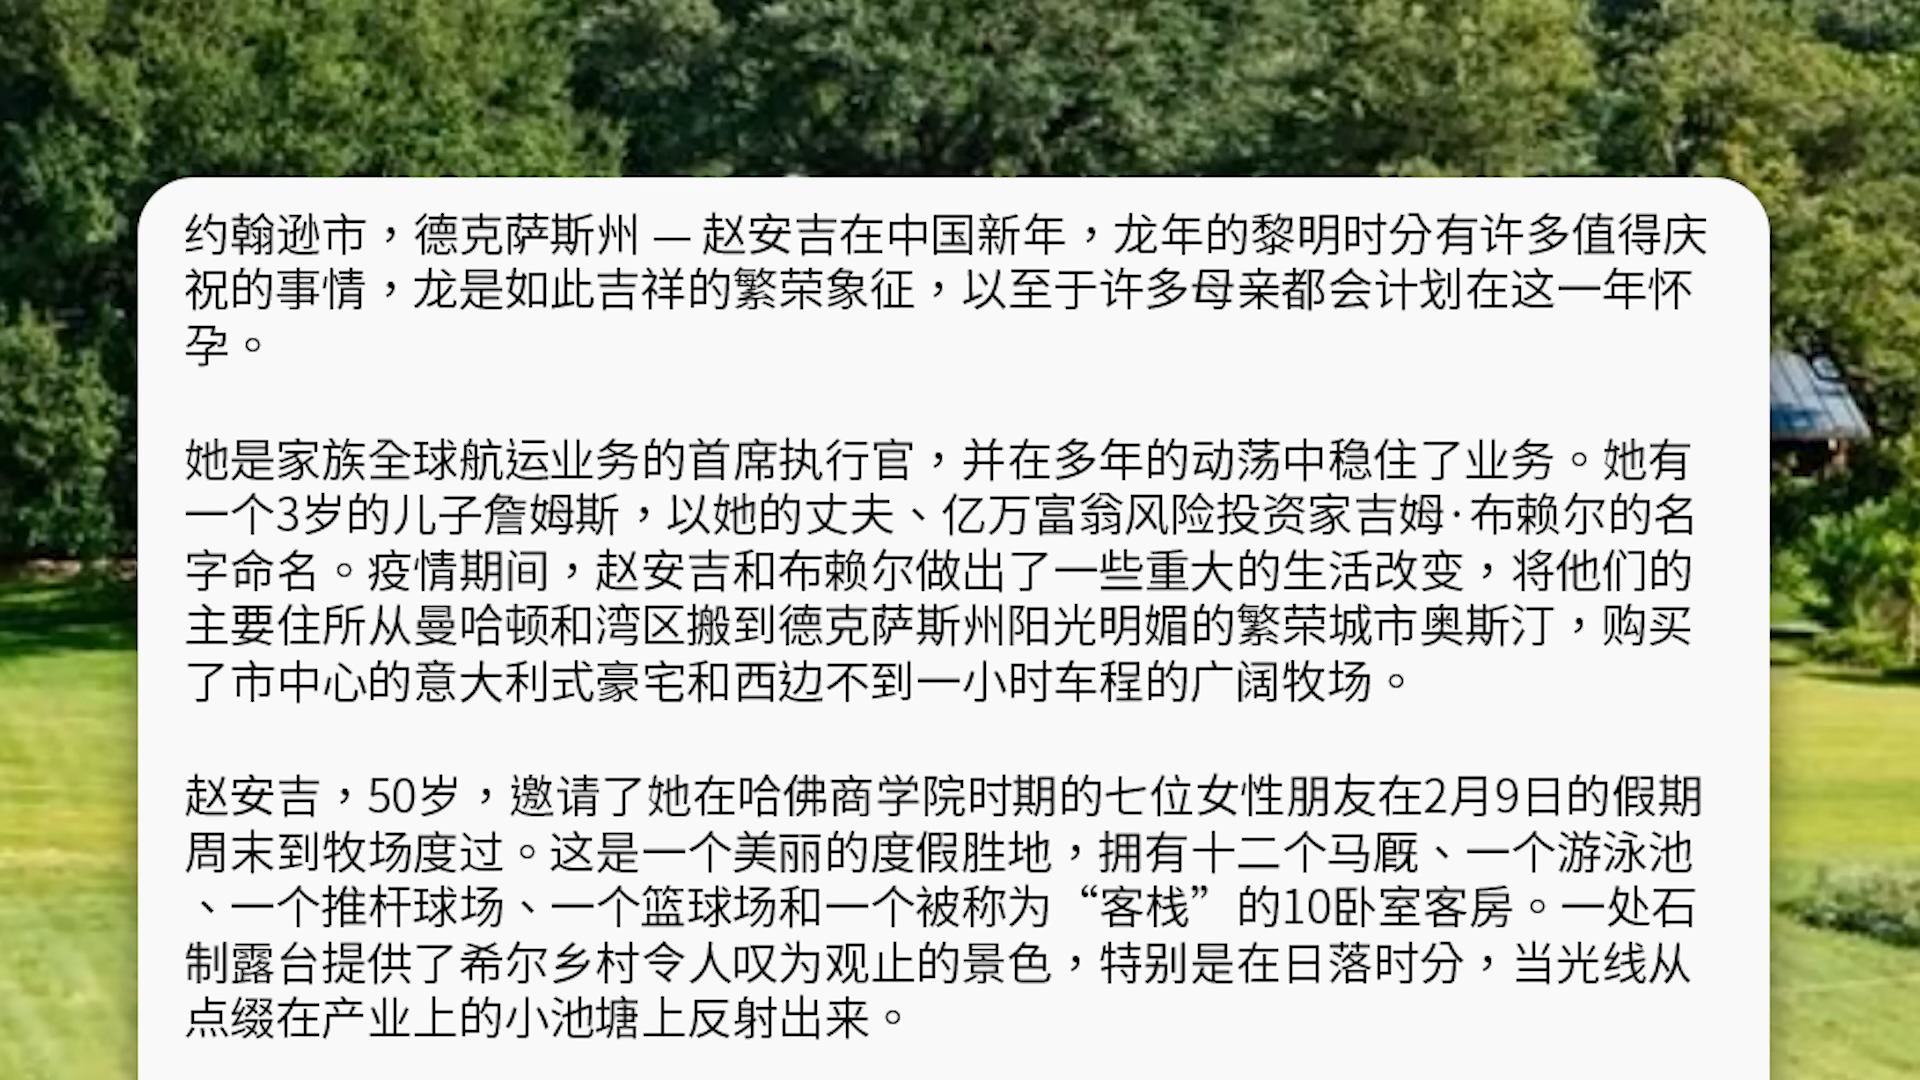 约翰逊市，德克萨斯州 — 赵安吉在中国新年，龙年的黎明时分有许多值得庆
祝的事情，龙是如此吉祥的繁荣象征，以至于许多母亲都会计划在这一年怀
孕。
她是家族全球航运业务的首席执行官，并在多年的动荡中稳住了业务。她有
一个3岁的儿子詹姆斯，以她的丈夫、亿万富翁风险投资家吉姆·布赖尔的名
字命名。疫情期间，赵安吉和布赖尔做出了一些重大的生活改变，将他们的
主要住所从曼哈顿和湾区搬到德克萨斯州阳光明媚的繁荣城市奥斯汀，购买
了市中心的意大利式豪宅和西边不到一小时车程的广阔牧场。
赵安吉，50岁，邀请了她在哈佛商学院时期的七位女性朋友在2月9日的假期
周末到牧场度过。这是一个美丽的度假胜地，拥有十二个马厩、一个游泳池
、一个推杆球场、一个篮球场和一个被称为“客栈”的10卧室客房。一处石
制露台提供了希尔乡村令人叹为观止的景色，特别是在日落时分，当光线从
点缀在产业上的小池塘上反射出来。